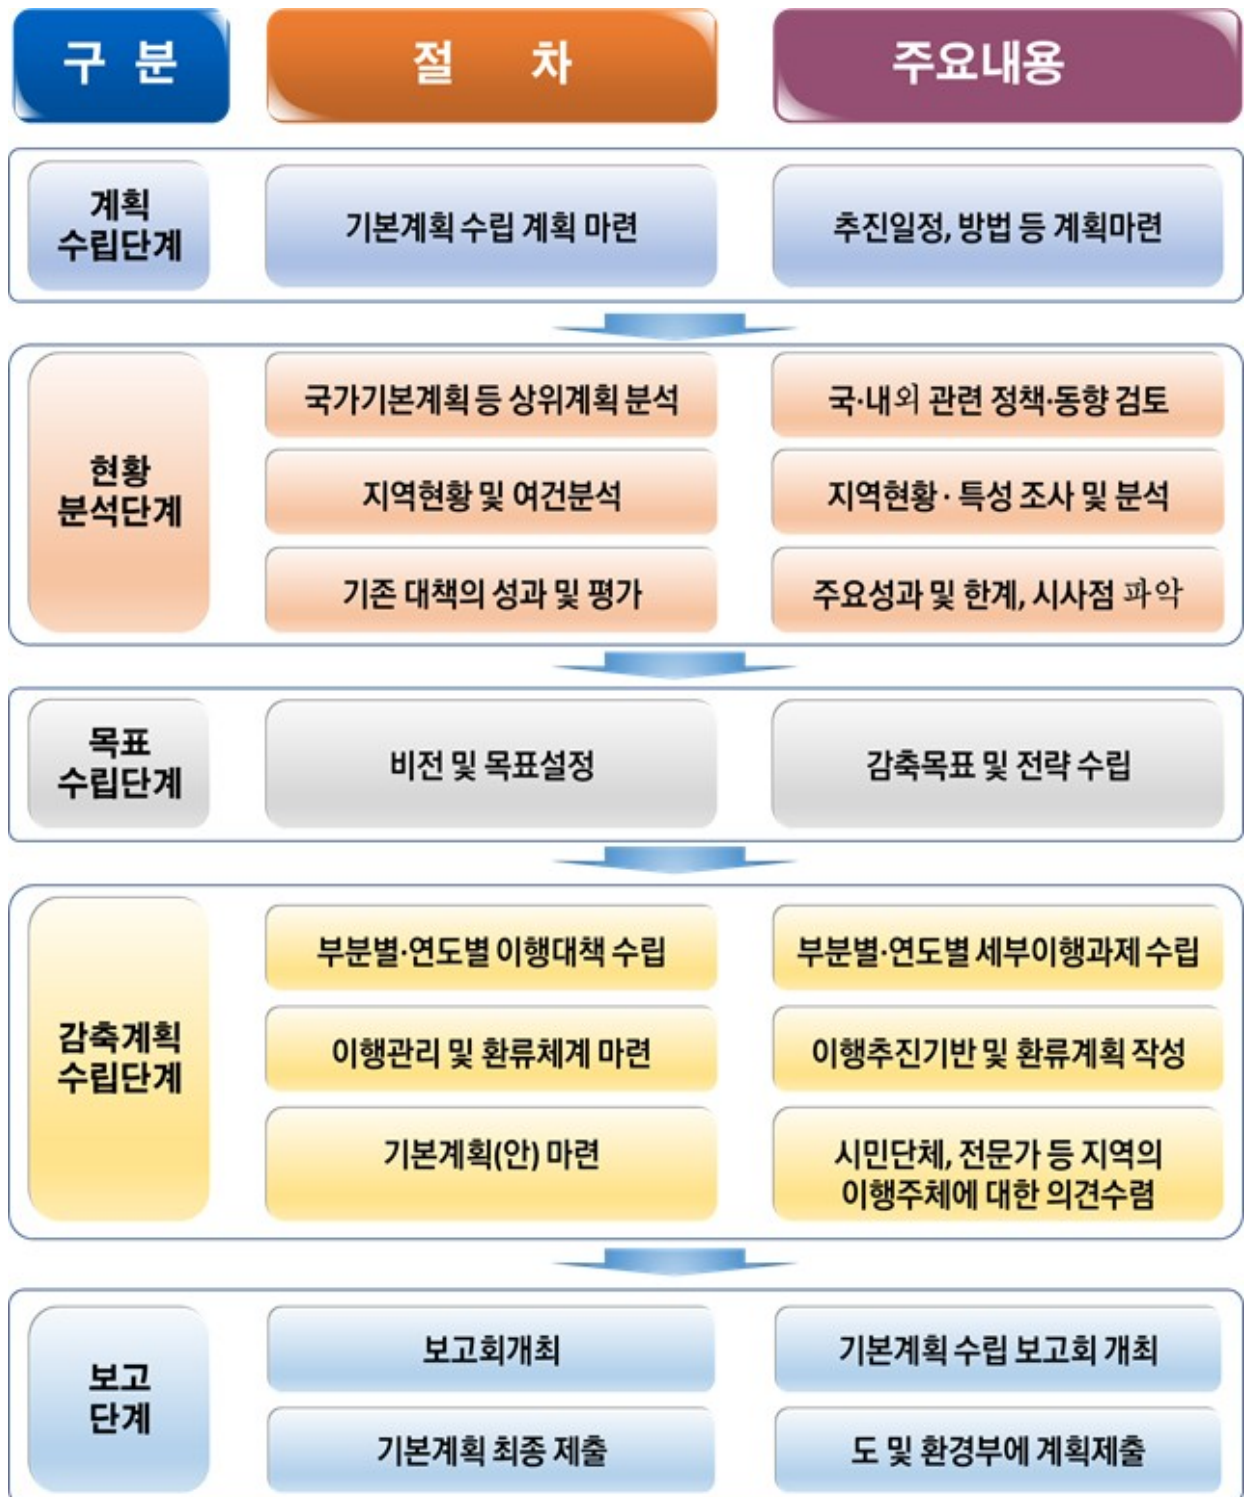 구 분
절 차
주요내용
계획
수립단계
기본계획 수립 계획 마련
추진일정, 방법 등 계획마련
현황
분석단계
국가기본계획 등 상위계획 분석
국·내외 관련 정책·동향 검토
지역현황 및 여건분석
지역현황 · 특성 조사 및 분석
기존 대책의 성과 및 평가
주요성과 및 한계, 시사점 파악
목표
수립단계
비전 및 목표설정
감축목표 및 전략 수립
감축계획
수립단계
부분별·연도별 이행대책 수립
부분별·연도별 세부이행과제 수립
이행관리 및 환류체계 마련
이행추진기반 및 환류계획 작성
기본계획(안) 마련
시민단체, 전문가 등 지역의
이행주체에 대한 의견수렴
보고
단계
보고회개최
기본계획 수립 보고회 개최
기본계획 최종 제출
도 및 환경부에 계획제출